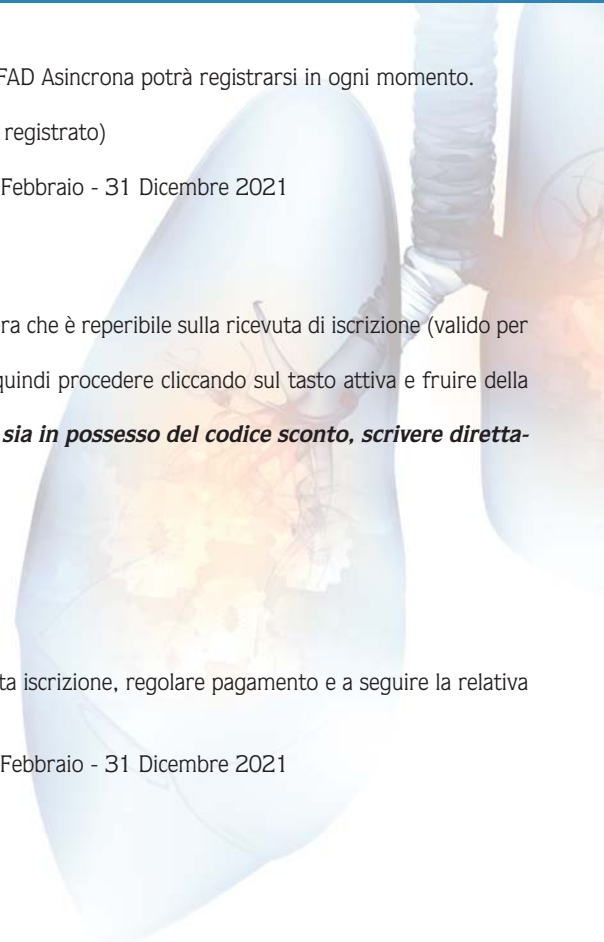 FAD Asincrona potrà registrarsi in ogni momento.
registrato)
Febbraio - 31 Dicembre 2021
ra che è reperibile sulla ricevuta di iscrizione (valido per
quindi procedere cliccando sul tasto attiva e fruire della
sia in possesso del codice sconto, scrivere diretta-
ta iscrizione, regolare pagamento e a seguire la relativa
Febbraio - 31 Dicembre 2021